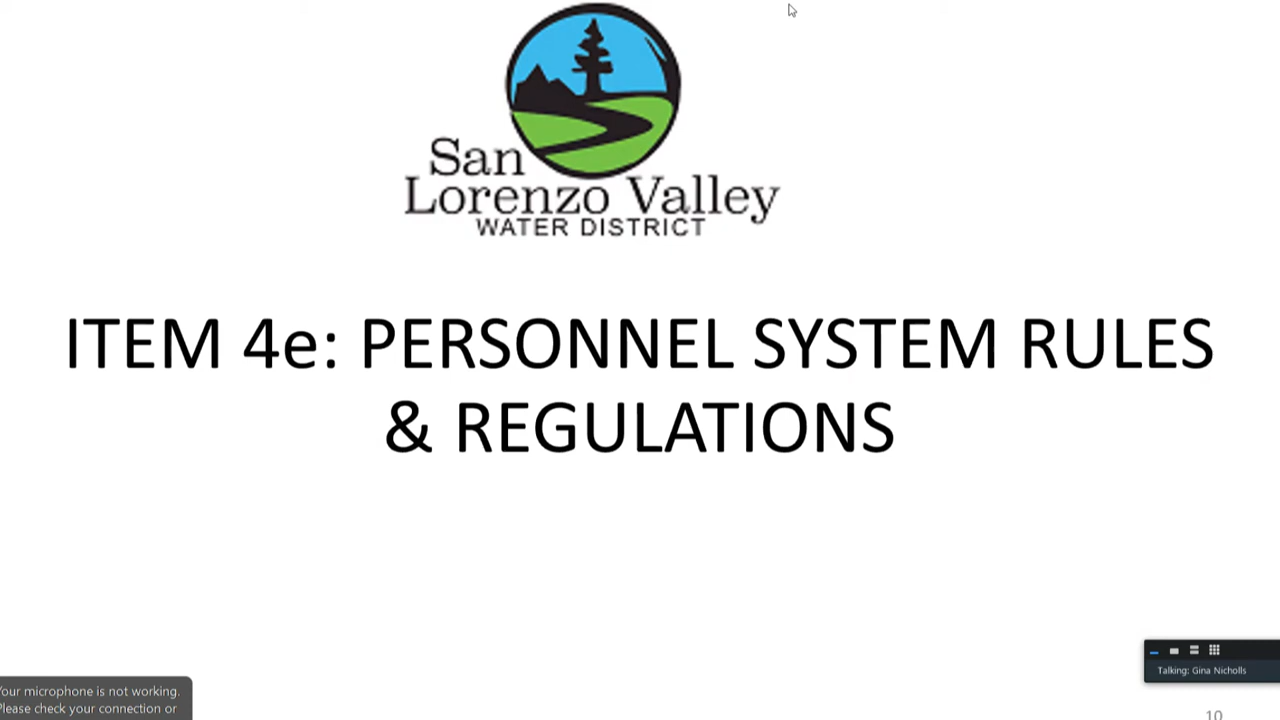 San
Lorenzo Valley
WATER DISTRICT
ITEM 4e: PERSONNEL SYSTEM RULES
& REGULATIONS
Talking: Gina Nicholls
Your microphone is not working.
Please check your connection or
10